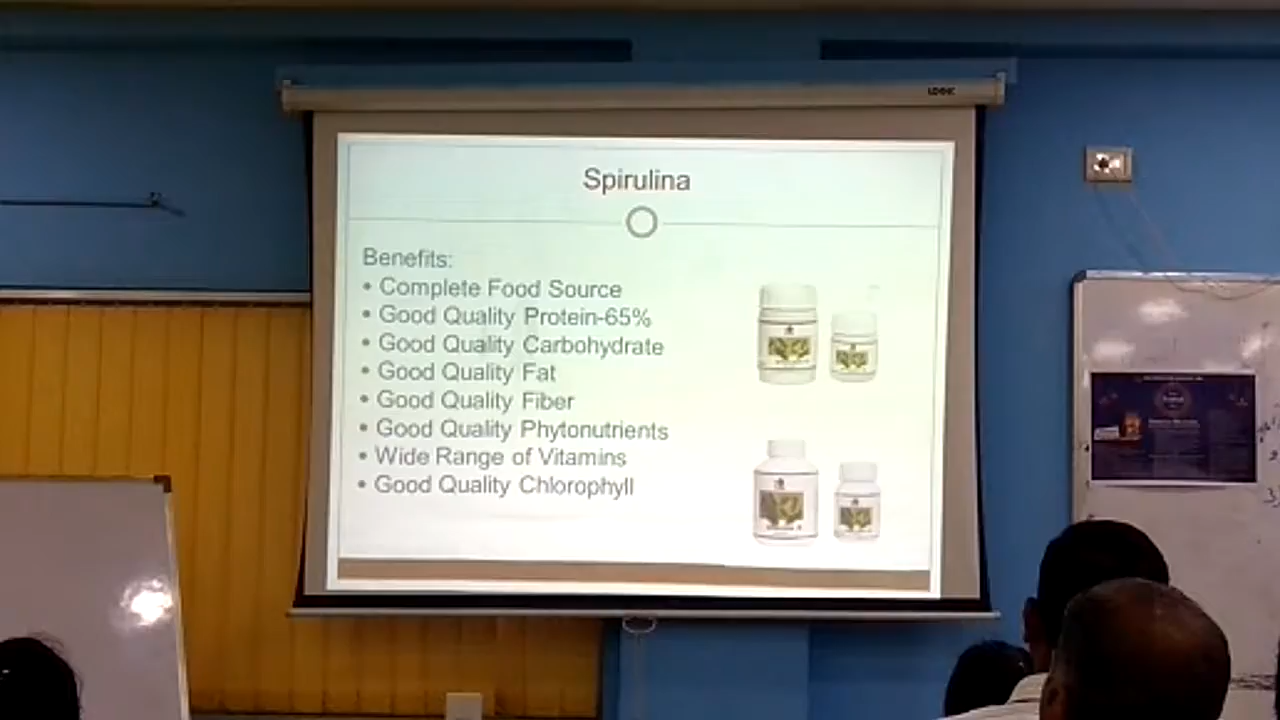 LOGIC
Spirulina
Benefits:
• Complete Food Source
• Good Quality Protein-65%
• Good Quality Carbohydrate
• Good Quality Fat
• Good Quality Fiber
• Good Quality Phytonutrients
• Wide Range of Vitamins
• Good Quality Chlorophyll